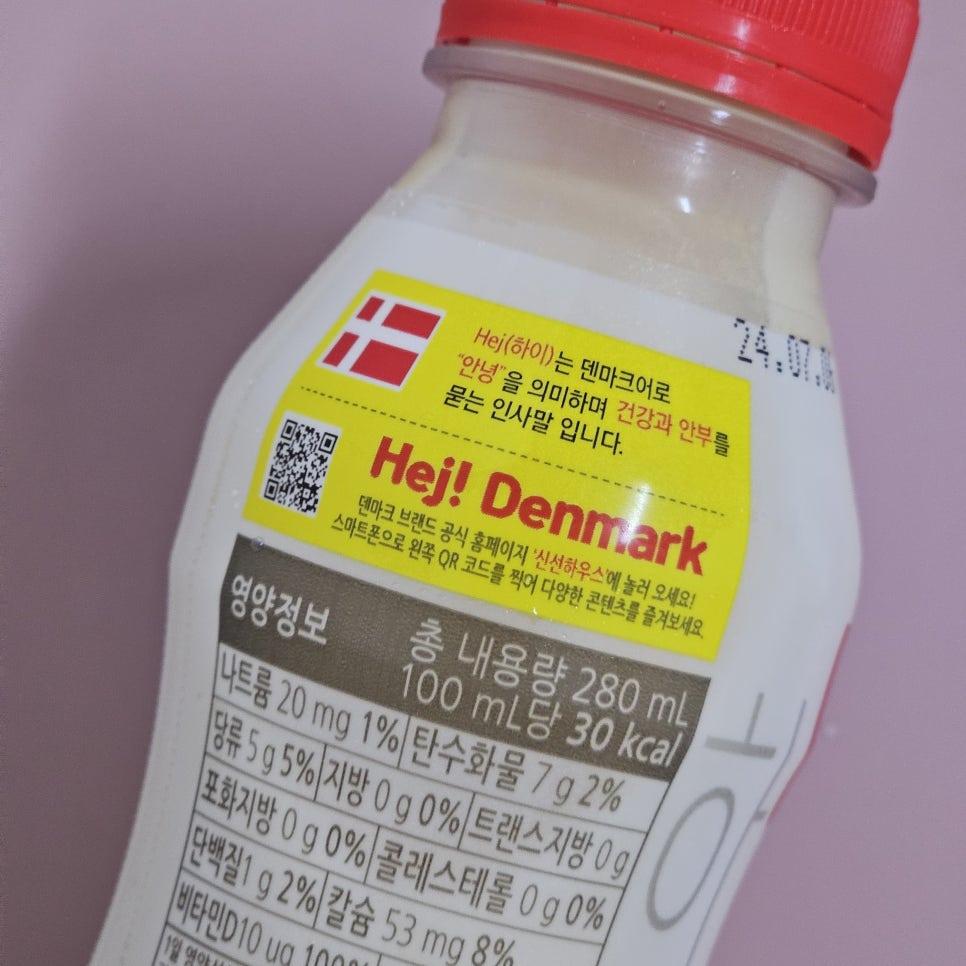 24.07.08
Hej(하이)는 덴마크어로
"안녕"을 의미하며 건강과 안부를
묻는 인사말 입니다.
Hej! Denmark
덴마크 브랜드 공식 홈페이지 '신선하우스'에 놀러 오세요!
스마트폰으로 왼쪽 QR 코드를 찍어 다양한 콘텐츠를 즐겨보세요.
영양정보
총 내용량 280 mL
100 mL당 30 kcal
나트륨 20 mg 1% 탄수화물 7 g 2%
당류 5 g 5% 지방 0 g 0% 트랜스지방 0 g
포화지방 0 g 0% 콜레스테롤 0 g 0%
단백질1 g 2% 칼슘 53 mg 8%
비타민D10 ug 100%
1일 영양성